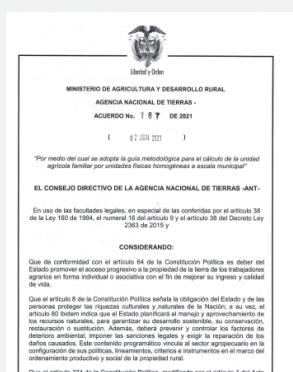 Libertad y Orden
MINISTERIO DE AGRICULTURA Y DESARROLLO RURAL
AGENCIA NACIONAL DE TIERRAS -
ACUERDO No. 167 DE 2021
( 02 JUN 2021 )
"Por medio del cual se adopta la guía metodológica para el cálculo de la unidad
agrícola familiar por unidades físicas homogéneas a escala municipal"
EL CONSEJO DIRECTIVO DE LA AGENCIA NACIONAL DE TIERRAS -ANT-
En uso de las facultades legales, en especial de las conferidas por el artículo 38
de la Ley 160 de 1994, el numeral 16 del artículo 9 y el artículo 38 del Decreto Ley
2363 de 2015 y
CONSIDERANDO:
Que de conformidad con el artículo 64 de la Constitución Política es deber del
Estado promover el acceso progresivo a la propiedad de la tierra de los trabajadores
agrarios en forma individual o asociativa con el fin de mejorar su ingreso y calidad
de vida.
Que el artículo 8 de la Constitución Política señala la obligación del Estado y de las
personas proteger las riquezas culturales y naturales de la Nación; a su vez, el
artículo 80 ibidem indica que el Estado planificará el manejo y aprovechamiento de
los recursos naturales, para garantizar su desarrollo sostenible, su conservación,
restauración o sustitución. Además, deberá prevenir y controlar los factores de
deterioro ambiental, imponer las sanciones legales y exigir la reparación de los
daños causados. Este contenido programático vincula al sector agropecuario en la
configuración de sus políticas, lineamientos, criterios e instrumentos en el marco del
ordenamiento productivo y social de la propiedad rural.